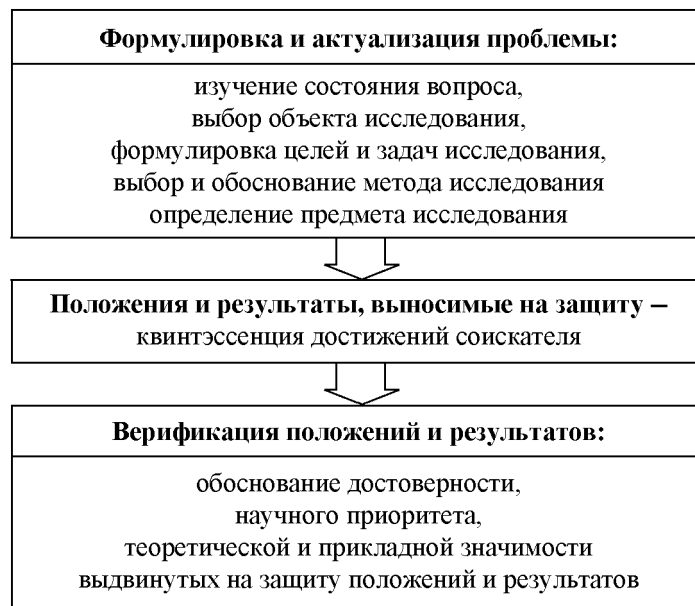 Формулировка и актуализация проблемы:
изучение состояния вопроса,
выбор объекта исследования,
формулировка целей и задач исследования,
выбор и обоснование метода исследования
определение предмета исследования
Положения и результаты, выносимые на защиту –
квинтэссенция достижений соискателя
Верификация положений и результатов:
обоснование достоверности,
научного приоритета,
теоретической и прикладной значимости
выдвинутых на защиту положений и результатов